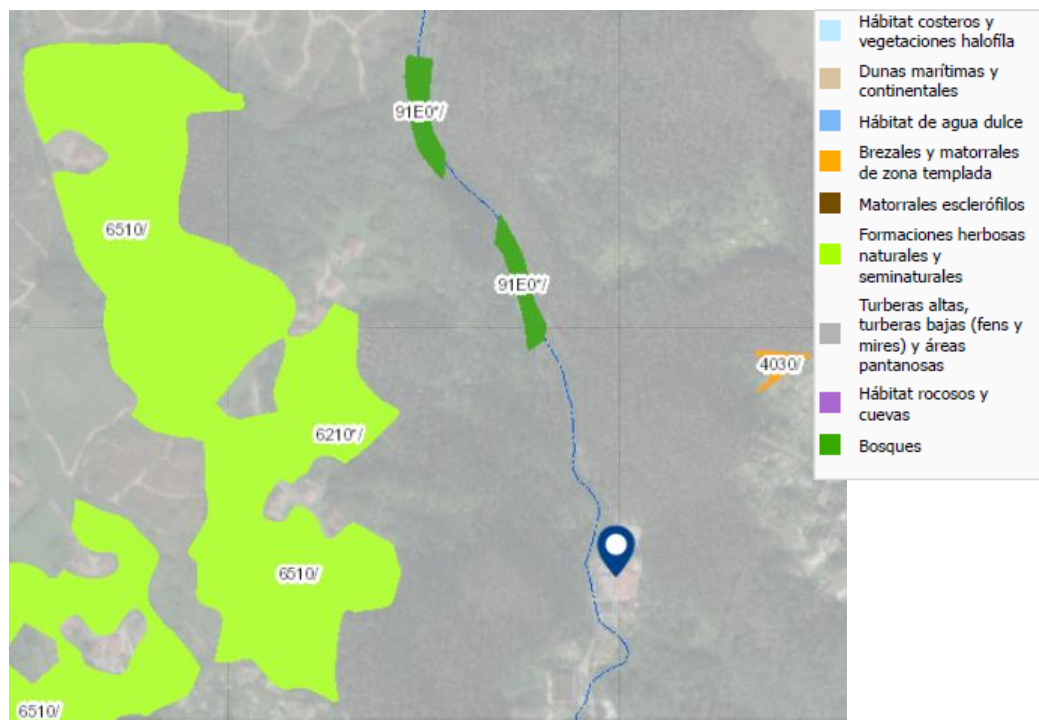 91E0*/
6510/
91E0*/
4030/
6210*/
6510/
6510/
Hábitat costeros y
vegetaciones halofíla
Dunas marítimas y
continentales
Hábitat de agua dulce
Brezales y matorrales
de zona templada
Matorrales esclerófilos
Formaciones herbosas
naturales y
seminaturales
Turberas altas,
turberas bajas (fens y
mires) y áreas
pantanosas
Hábitat rocosos y
cuevas
Bosques